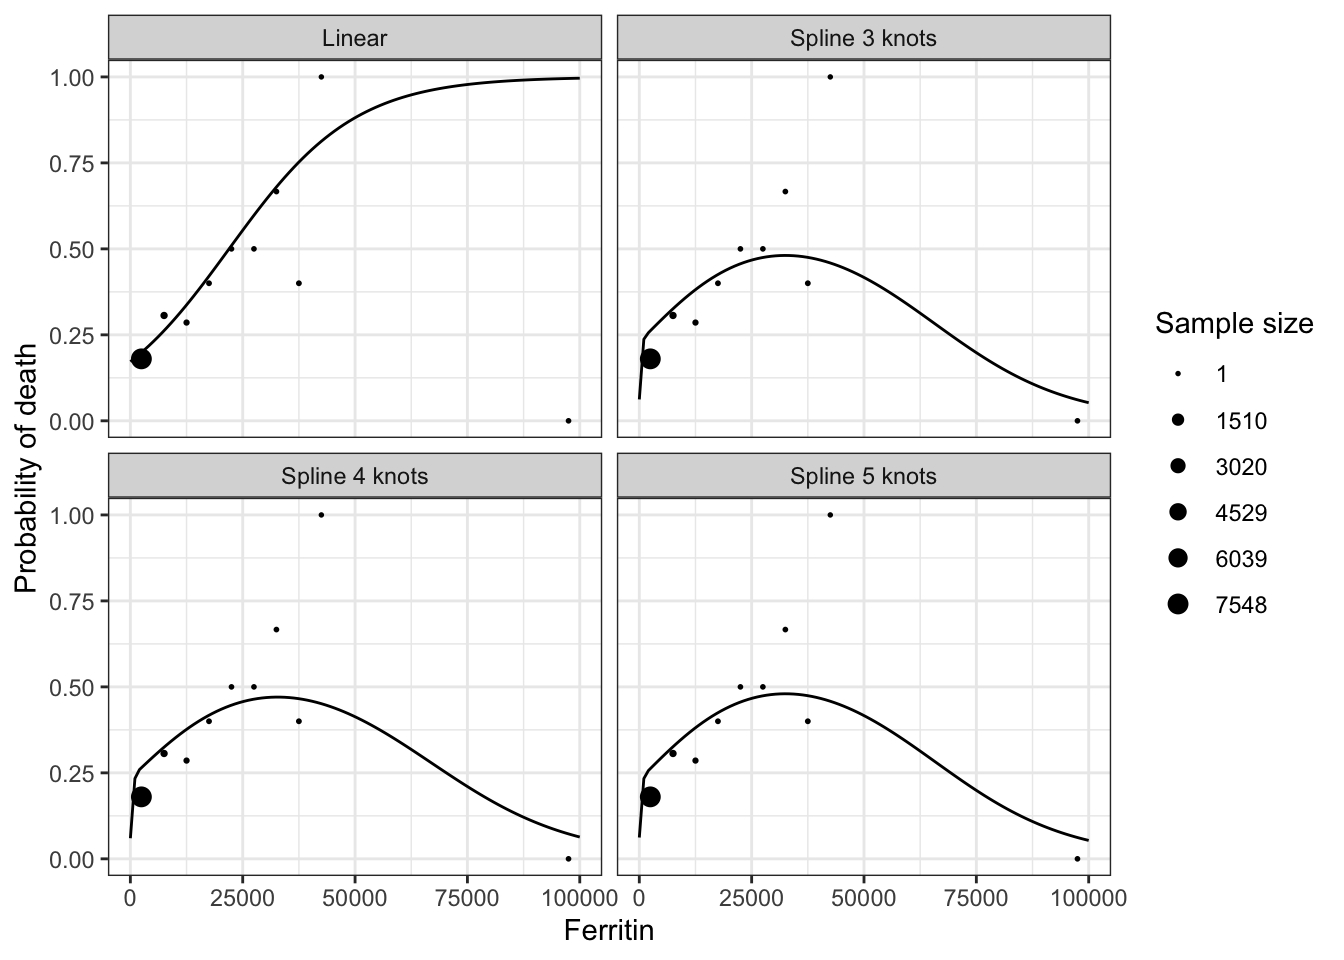 Linear
Spline 3 knots
1.00
0.75
0.50
0.25
0.00
Spline 4 knots
Spline 5 knots
1.00
0.75
0.50
0.25
0.00
0 25000 50000 75000 100000
0 25000 50000 75000 100000
Ferritin
Probability of death
Sample size
1
1510
3020
4529
6039
7548